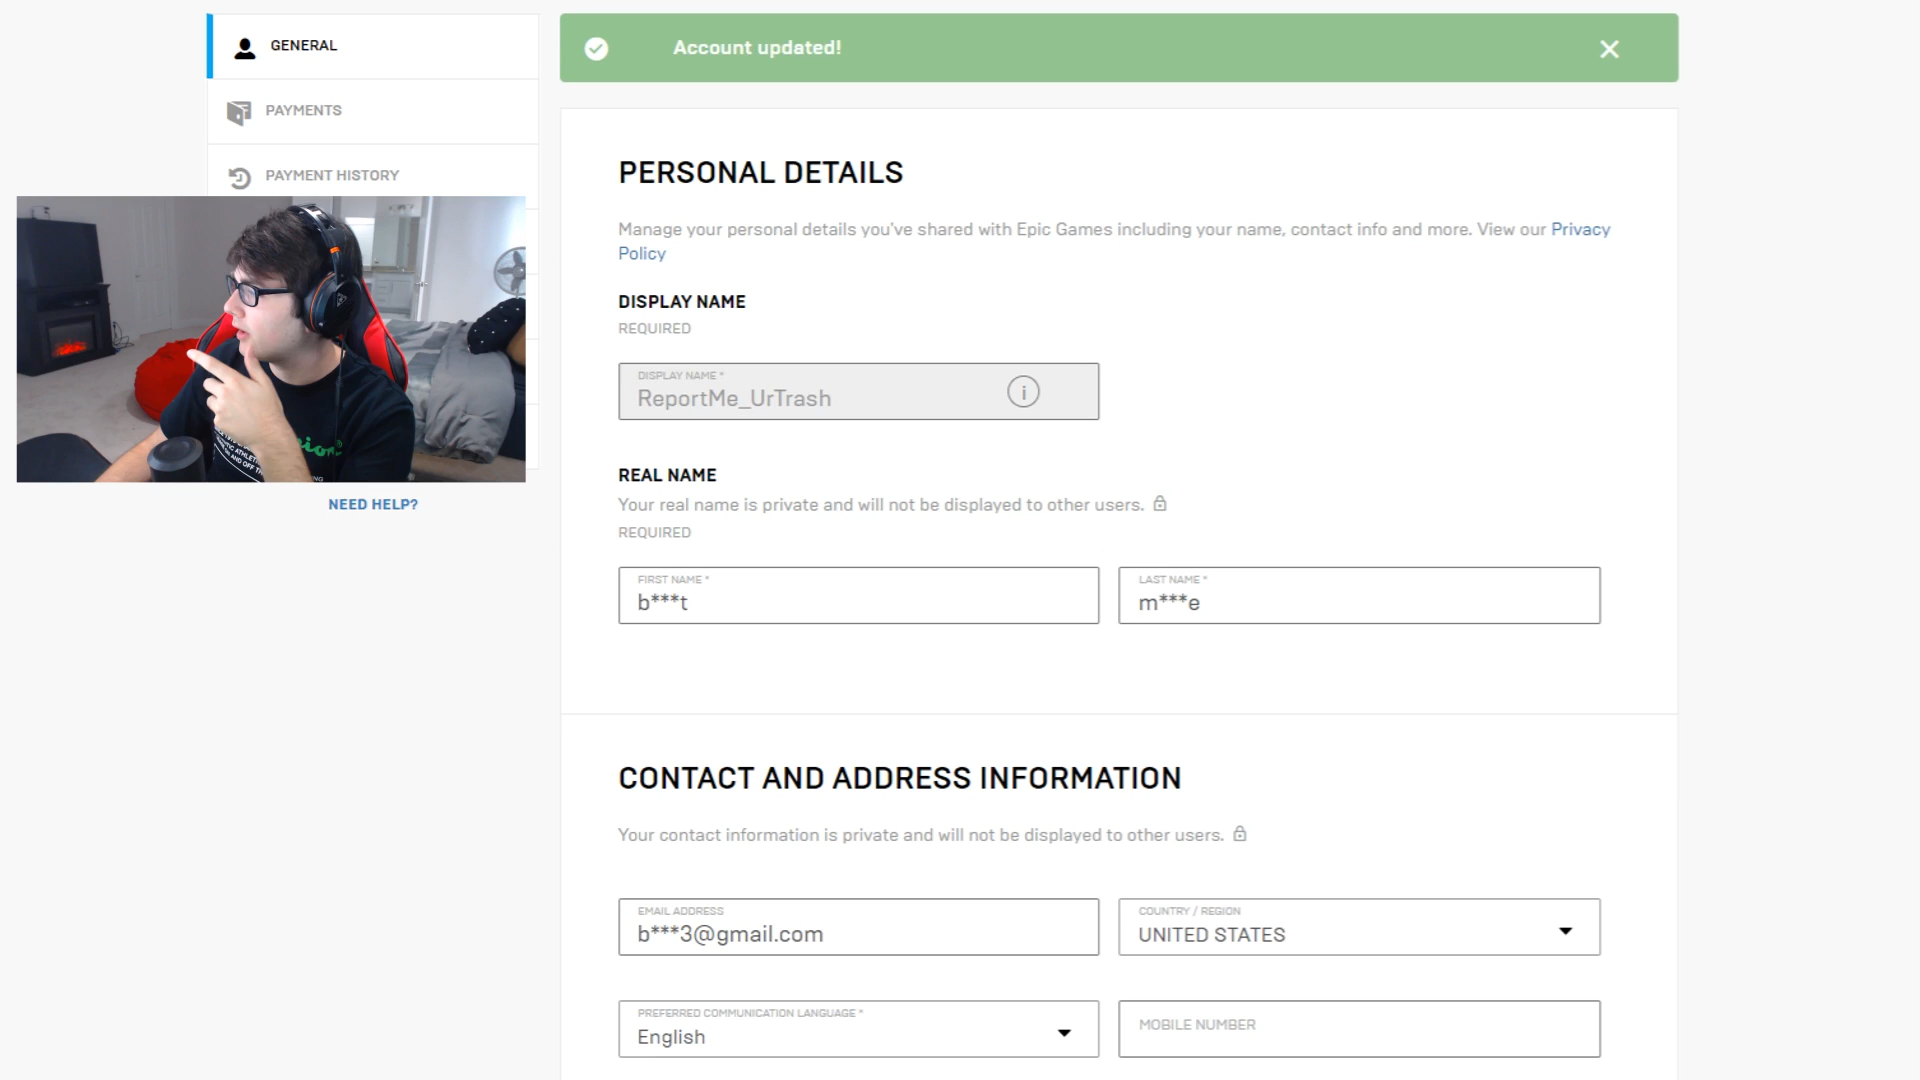 GENERAL
PAYMENTS
PAYMENT HISTORY
NEED HELP?
Account updated!
PERSONAL DETAILS
Manage your personal details you've shared with Epic Games including your name, contact info and more. View our Privacy
Policy
DISPLAY NAME
REQUIRED
DISPLAY NAME *
ReportMe_UrTrash
REAL NAME
Your real name is private and will not be displayed to other users.
REQUIRED
FIRST NAME *
b***t
LAST NAME *
m***e
CONTACT AND ADDRESS INFORMATION
Your contact information is private and will not be displayed to other users.
EMAIL ADDRESS
b***3@gmail.com
COUNTRY / REGION
UNITED STATES
PREFERRED COMMUNICATION LANGUAGE *
English
MOBILE NUMBER